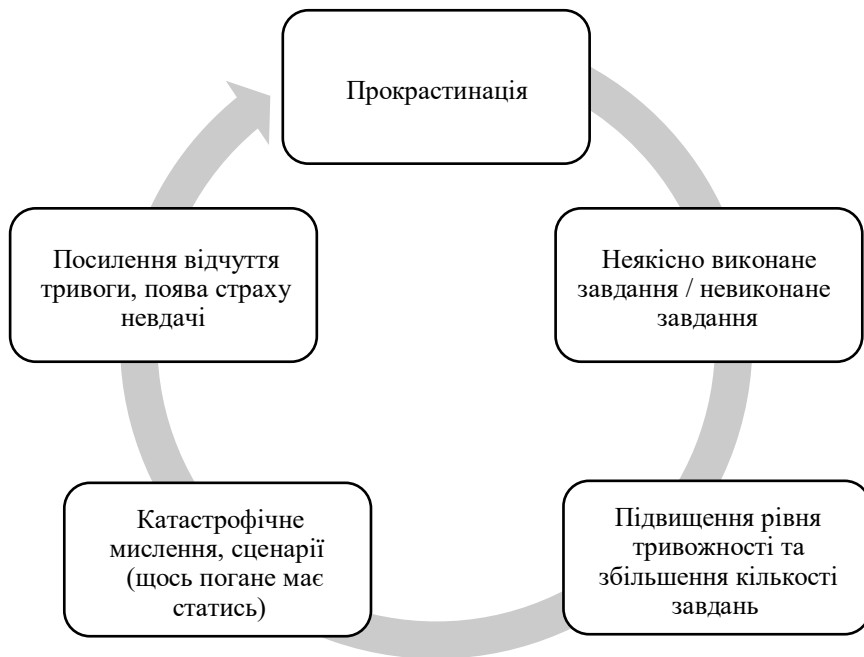 Прокрастинація
Неякісно виконане
завдання / невиконане
завдання
Підвищення рівня
тривожності та
збільшення кількості
завдань
Катастрофічне
мислення, сценарії
(щось погане має
статись)
Посилення відчуття
тривоги, поява страху
невдачі